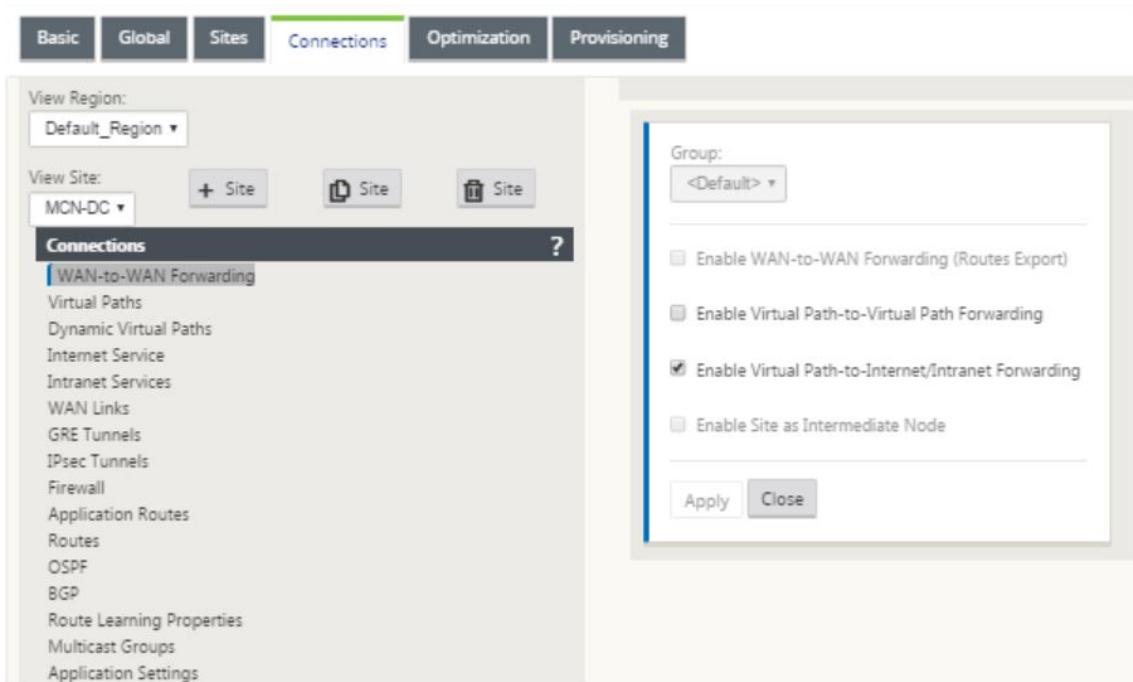 Basic Global Sites Connections Optimization Provisioning
View Region:
Default_Region
View Site:
MCN-DC
+ Site
Site
Site
Connections ?
WAN-to-WAN Forwarding
Virtual Paths
Dynamic Virtual Paths
Internet Service
Intranet Services
WAN Links
GRE Tunnels
IPsec Tunnels
Firewall
Application Routes
Routes
OSPF
BGP
Route Learning Properties
Multicast Groups
Application Settings
Group:
<Default>
Enable WAN-to-WAN Forwarding (Routes Export)
Enable Virtual Path-to-Virtual Path Forwarding
Enable Virtual Path-to-Internet/Intranet Forwarding
Enable Site as Intermediate Node
Apply Close